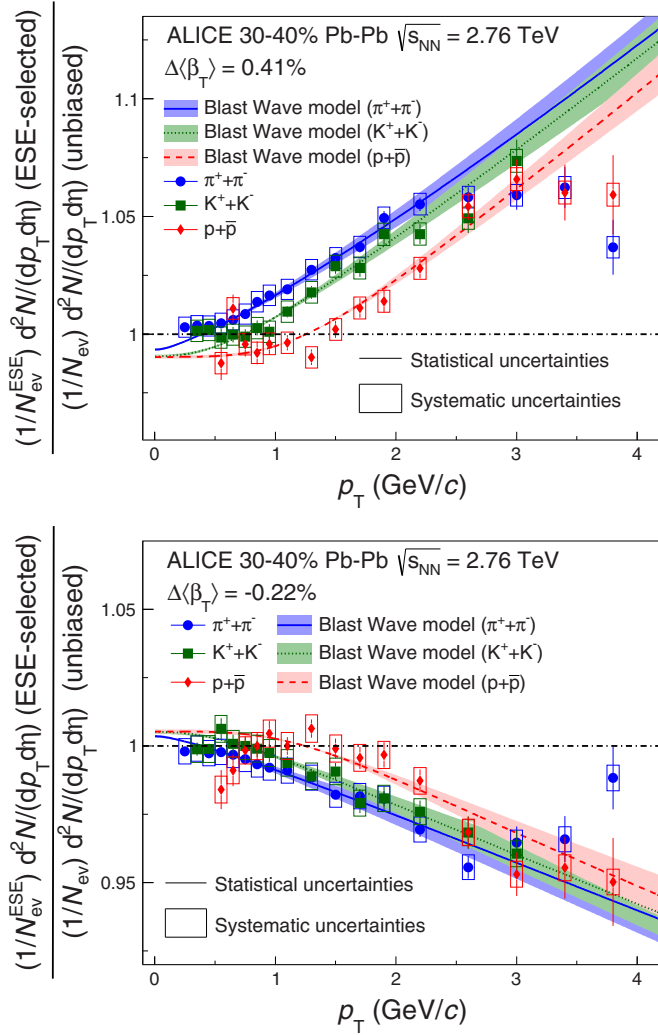 ALICE 30-40% Pb-Pb √sNN = 2.76 TeV
Δ⟨βT⟩ = 0.41%
Blast Wave model (π⁺+π⁻)
Blast Wave model (K⁺+K⁻)
Blast Wave model (p+p̅)
π⁺+π⁻
K⁺+K⁻
p+p̅
1.1
1.05
1
Statistical uncertainties
Systematic uncertainties
0 1 2 3 4
pT (GeV/c)
(1/NevESE) d²N/(dpTdη) (ESE-selected)
(1/Nev) d²N/(dpTdη) (unbiased)
ALICE 30-40% Pb-Pb √sNN = 2.76 TeV
Δ⟨βT⟩ = -0.22%
π⁺+π⁻ Blast Wave model (π⁺+π⁻)
K⁺+K⁻ Blast Wave model (K⁺+K⁻)
p+p̅ Blast Wave model (p+p̅)
1.05
1
0.95
Statistical uncertainties
Systematic uncertainties
0 1 2 3 4
pT (GeV/c)
(1/NevESE) d²N/(dpTdη) (ESE-selected)
(1/Nev) d²N/(dpTdη) (unbiased)